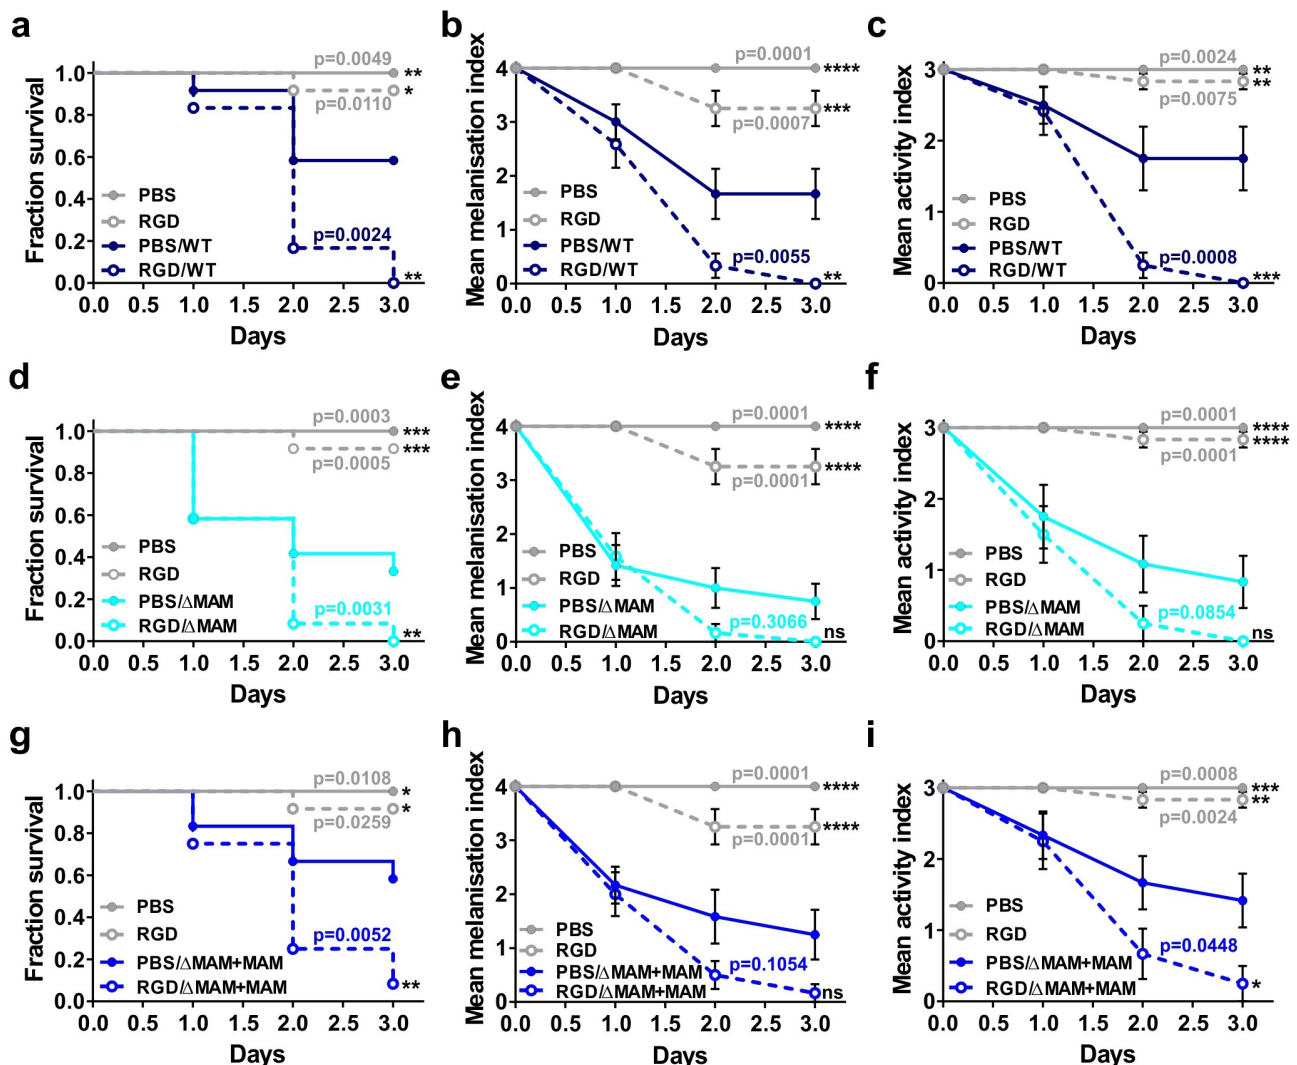 a
p=0.0049
**
*
p=0.0110
p=0.0024
**
Fraction survival
1.0
0.8
0.6
0.4
0.2
0.0
PBS
RGD
PBS/WT
RGD/WT
0.0 0.5 1.0 1.5 2.0 2.5 3.0
Days
b
p=0.0001
****
***
p=0.0007
p=0.0055
**
Mean melanisation index
4
3
2
1
0
PBS
RGD
PBS/WT
RGD/WT
0.0 0.5 1.0 1.5 2.0 2.5 3.0
Days
c
p=0.0024
**
**
p=0.0075
p=0.0008
***
Mean activity index
3
2
1
0
PBS
RGD
PBS/WT
RGD/WT
0.0 0.5 1.0 1.5 2.0 2.5 3.0
Days
d
p=0.0003
***
***
p=0.0005
p=0.0031
**
Fraction survival
1.0
0.8
0.6
0.4
0.2
0.0
PBS
RGD
PBS/ΔMAM
RGD/ΔMAM
0.0 0.5 1.0 1.5 2.0 2.5 3.0
Days
e
p=0.0001
****
****
p=0.0001
p=0.3066
ns
Mean melanisation index
4
3
2
1
0
PBS
RGD
PBS/ΔMAM
RGD/ΔMAM
0.0 0.5 1.0 1.5 2.0 2.5 3.0
Days
f
p=0.0001
****
****
p=0.0001
p=0.0854
ns
Mean activity index
3
2
1
0
PBS
RGD
PBS/ΔMAM
RGD/ΔMAM
0.0 0.5 1.0 1.5 2.0 2.5 3.0
Days
g
p=0.0108
*
*
p=0.0259
p=0.0052
**
Fraction survival
1.0
0.8
0.6
0.4
0.2
0.0
PBS
RGD
PBS/ΔMAM+MAM
RGD/ΔMAM+MAM
0.0 0.5 1.0 1.5 2.0 2.5 3.0
Days
h
p=0.0001
****
****
p=0.0001
p=0.1054
ns
Mean melanisation index
4
3
2
1
0
PBS
RGD
PBS/ΔMAM+MAM
RGD/ΔMAM+MAM
0.0 0.5 1.0 1.5 2.0 2.5 3.0
Days
i
p=0.0008
***
**
p=0.0024
p=0.0448
*
Mean activity index
3
2
1
0
PBS
RGD
PBS/ΔMAM+MAM
RGD/ΔMAM+MAM
0.0 0.5 1.0 1.5 2.0 2.5 3.0
Days